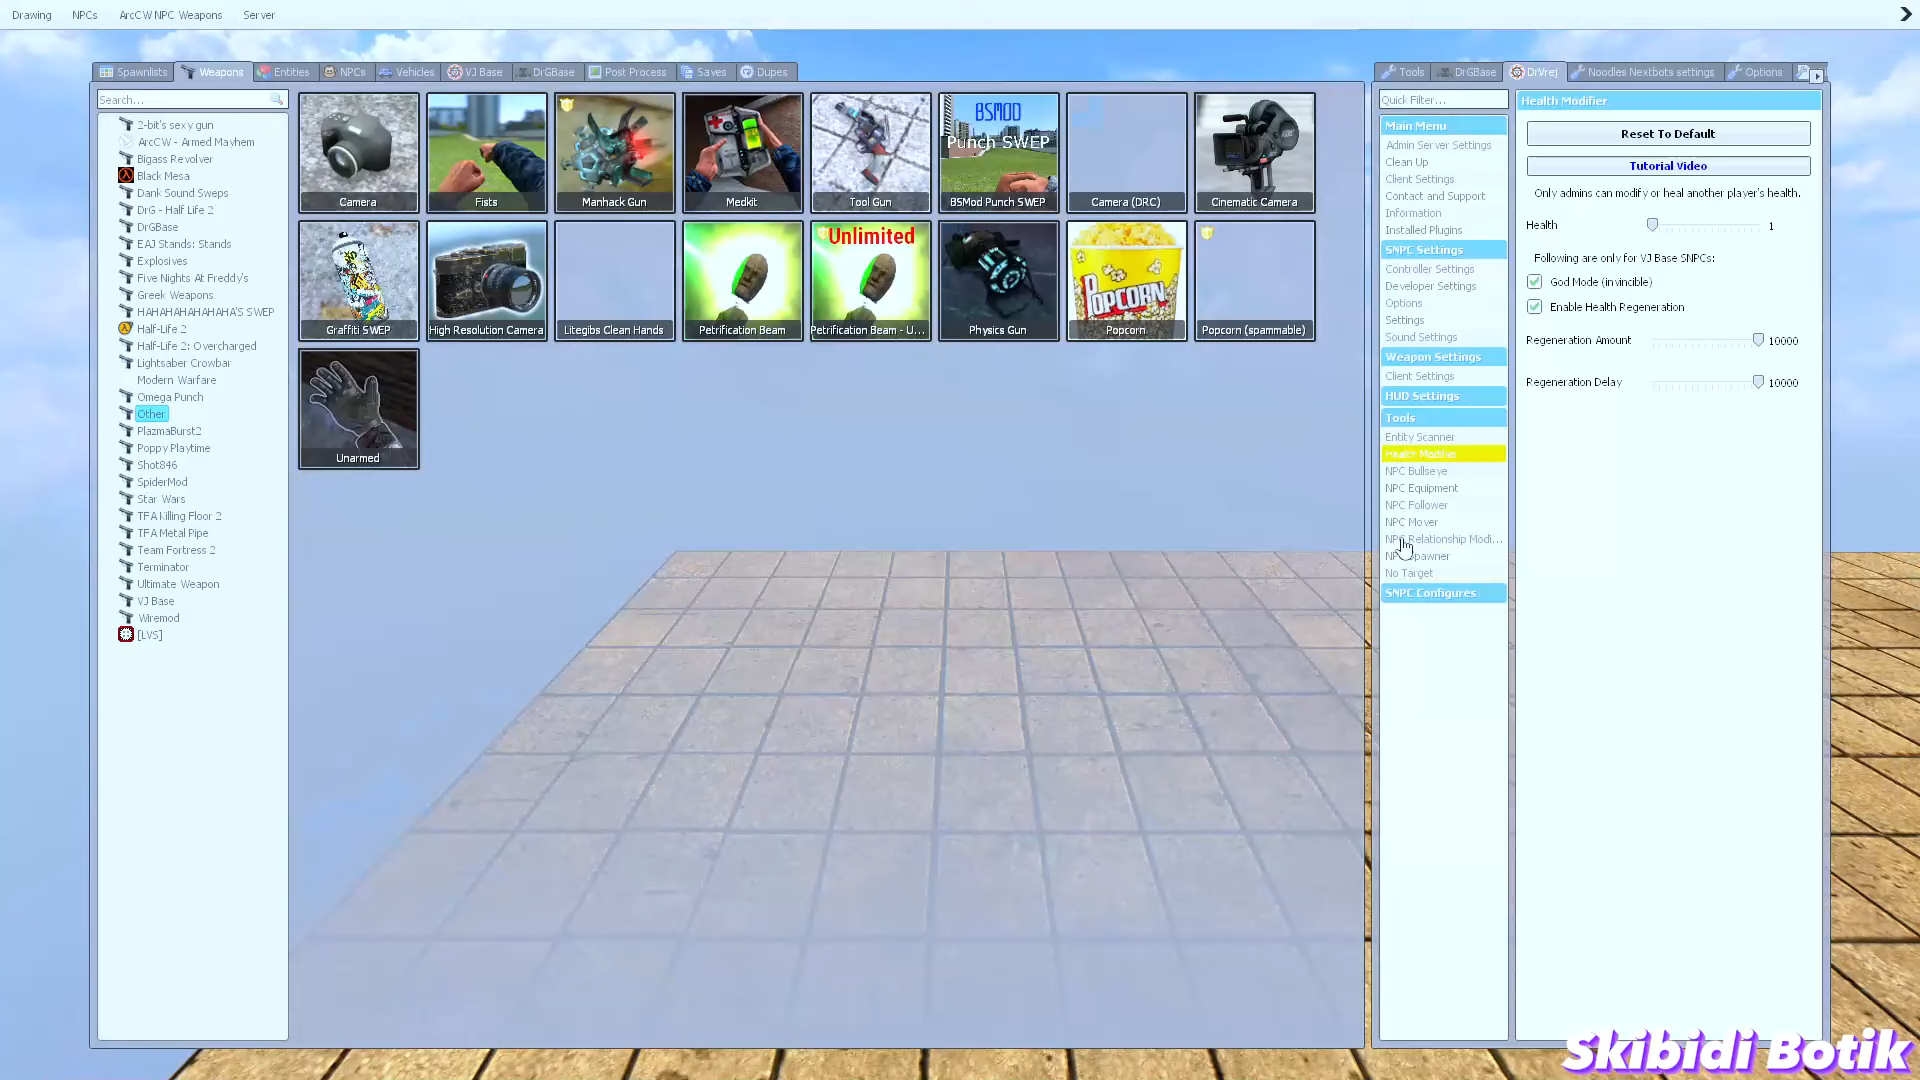 Drawing NPCs ArcCW NPC Weapons Server
Spawnlists Weapons Entities NPCs Vehicles VJ Base DrGBase Post Process Saves Dupes
Search...
2-bit's sexy gun
ArcCW - Armed Mayhem
Bigass Revolver
Black Mesa
Dank Sound Sweps
DrG - Half Life 2
DrGBase
EAJ Stands: Stands
Explosives
Five Nights At Freddy's
Greek Weapons
HAHAHAHAHAHAHA'S SWEP
Half-Life 2
Half-Life 2: Overcharged
Lightsaber Crowbar
Modern Warfare
Omega Punch
Other
PlazmaBurst2
Poppy Playtime
Shot846
SpiderMod
Star Wars
TFA Killing Floor 2
TFA Metal Pipe
Team Fortress 2
Terminator
Ultimate Weapon
VJ Base
Wiremod
[LVS]
BSMOD
Punch SWEP
Camera Fists Manhack Gun Medkit Tool Gun BSMod Punch SWEP Camera (DRC) Cinematic Camera
Unlimited
POPCORN
Graffiti SWEP High Resolution Camera Litegibs Clean Hands Petrification Beam Petrification Beam - U... Physics Gun Popcorn Popcorn (spammable)
Unarmed
Tools DrGBase DrVrej Noodles Nextbots settings Options
Quick Filter...
Main Menu
Admin Server Settings
Clean Up
Client Settings
Contact and Support
Information
Installed Plugins
SNPC Settings
Controller Settings
Developer Settings
Options
Settings
Sound Settings
Weapon Settings
Client Settings
HUD Settings
Tools
Entity Scanner
Health Modifier
NPC Bullseye
NPC Equipment
NPC Follower
NPC Mover
NPC Relationship Modi...
NPC Spawner
No Target
SNPC Configures
Health Modifier
Reset To Default
Tutorial Video
Only admins can modify or heal another player's health.
Health 1
Following are only for VJ Base SNPCs:
God Mode (invincible)
Enable Health Regeneration
Regeneration Amount 10000
Regeneration Delay 10000
Skibidi Botik